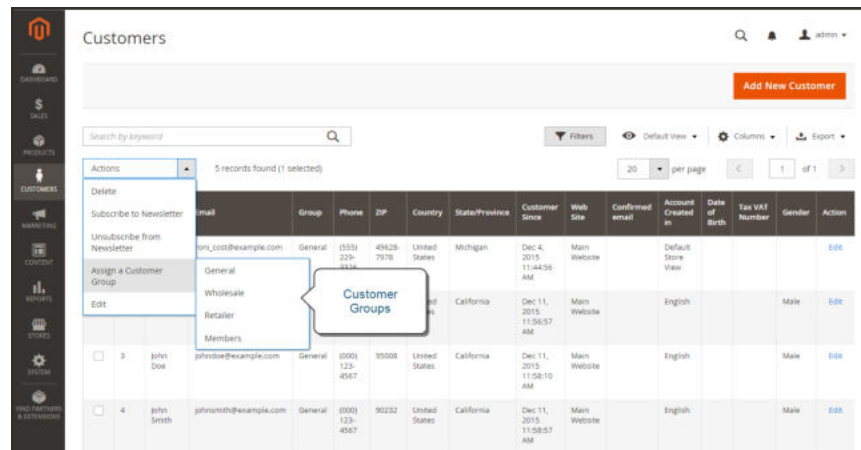 Customers
admin
DASHBOARD
SALES
PRODUCTS
CUSTOMERS
MARKETING
CONTENT
REPORTS
STORES
SYSTEM
FIND PARTNERS
& EXTENSIONS
Add New Customer
Search by keyword
Filters
Default View
Columns
Export
Actions
5 records found (1 selected)
20 per page
1 of 1
Delete
Subscribe to Newsletter
Unsubscribe from
Newsletter
Assign a Customer
Group
Edit
General
Wholesale
Retailer
Members
Customer
Groups
Email Group Phone ZIP Country State/Province Customer Since Web Site Confirmed email Account Created in Date of Birth Tax VAT Number Gender Action
roni_cost@example.com General (555) 49628- United Michigan Dec 4, Main Default Edit
229- 7978 States 2015 Website Store
11:44:56 View
AM
California Dec 11, Main English Male Edit
2015 Website
11:56:57
AM
3 John johndoe@example.com General (000) 95008 United California Dec 11, Main English Male Edit
Doe 123- States 2015 Website
4567 11:58:10
AM
4 John johnsmith@example.com General (000) 90232 United California Dec 11, Main English Male Edit
Smith 123- States 2015 Website
4567 11:58:57
AM